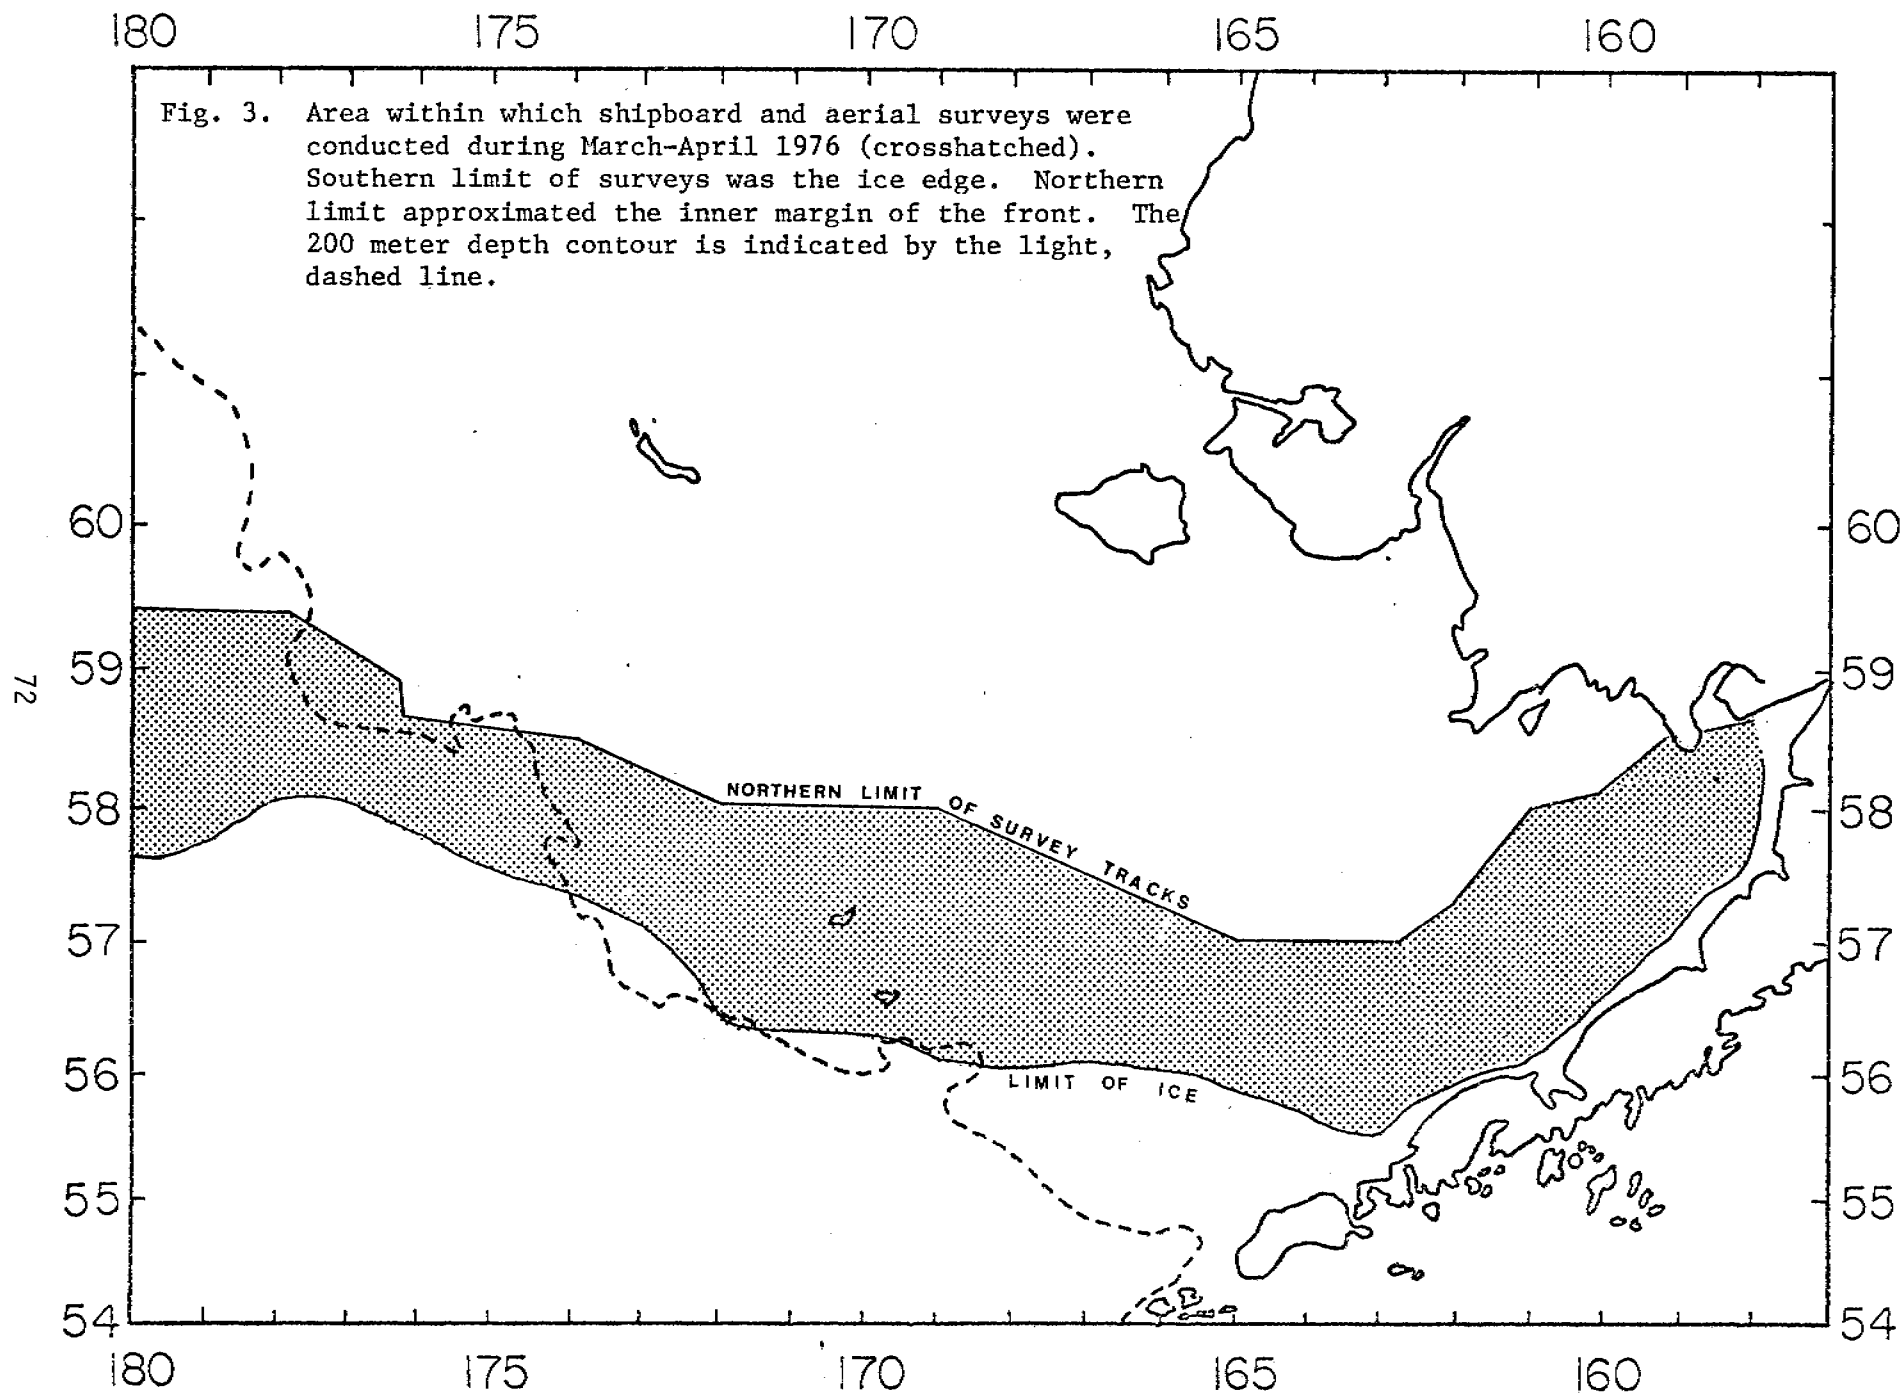 180 175 170 165 160
Fig. 3. Area within which shipboard and aerial surveys were
conducted during March-April 1976 (crosshatched).
Southern limit of surveys was the ice edge. Northern
limit approximated the inner margin of the front. The
200 meter depth contour is indicated by the light,
dashed line.
60 60
59 59
72
58 58
NORTHERN LIMIT OF SURVEY TRACKS
57 57
56 56
LIMIT OF ICE
55 55
54 54
180 175 170 165 160